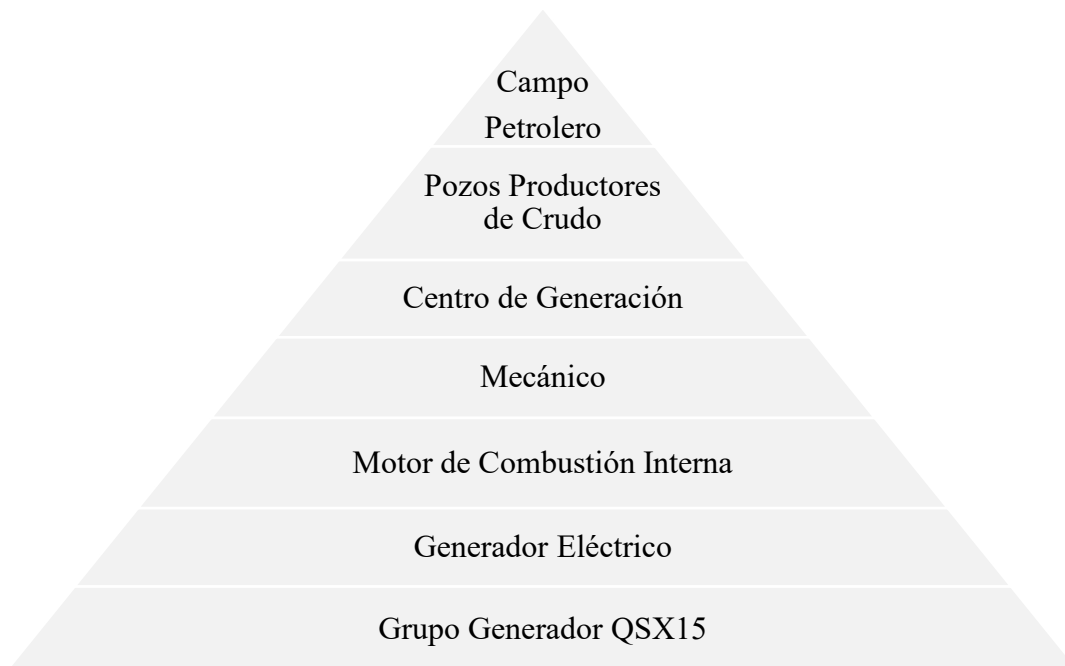 Campo
Petrolero
Pozos Productores
de Crudo
Centro de Generación
Mecánico
Motor de Combustión Interna
Generador Eléctrico
Grupo Generador QSX15